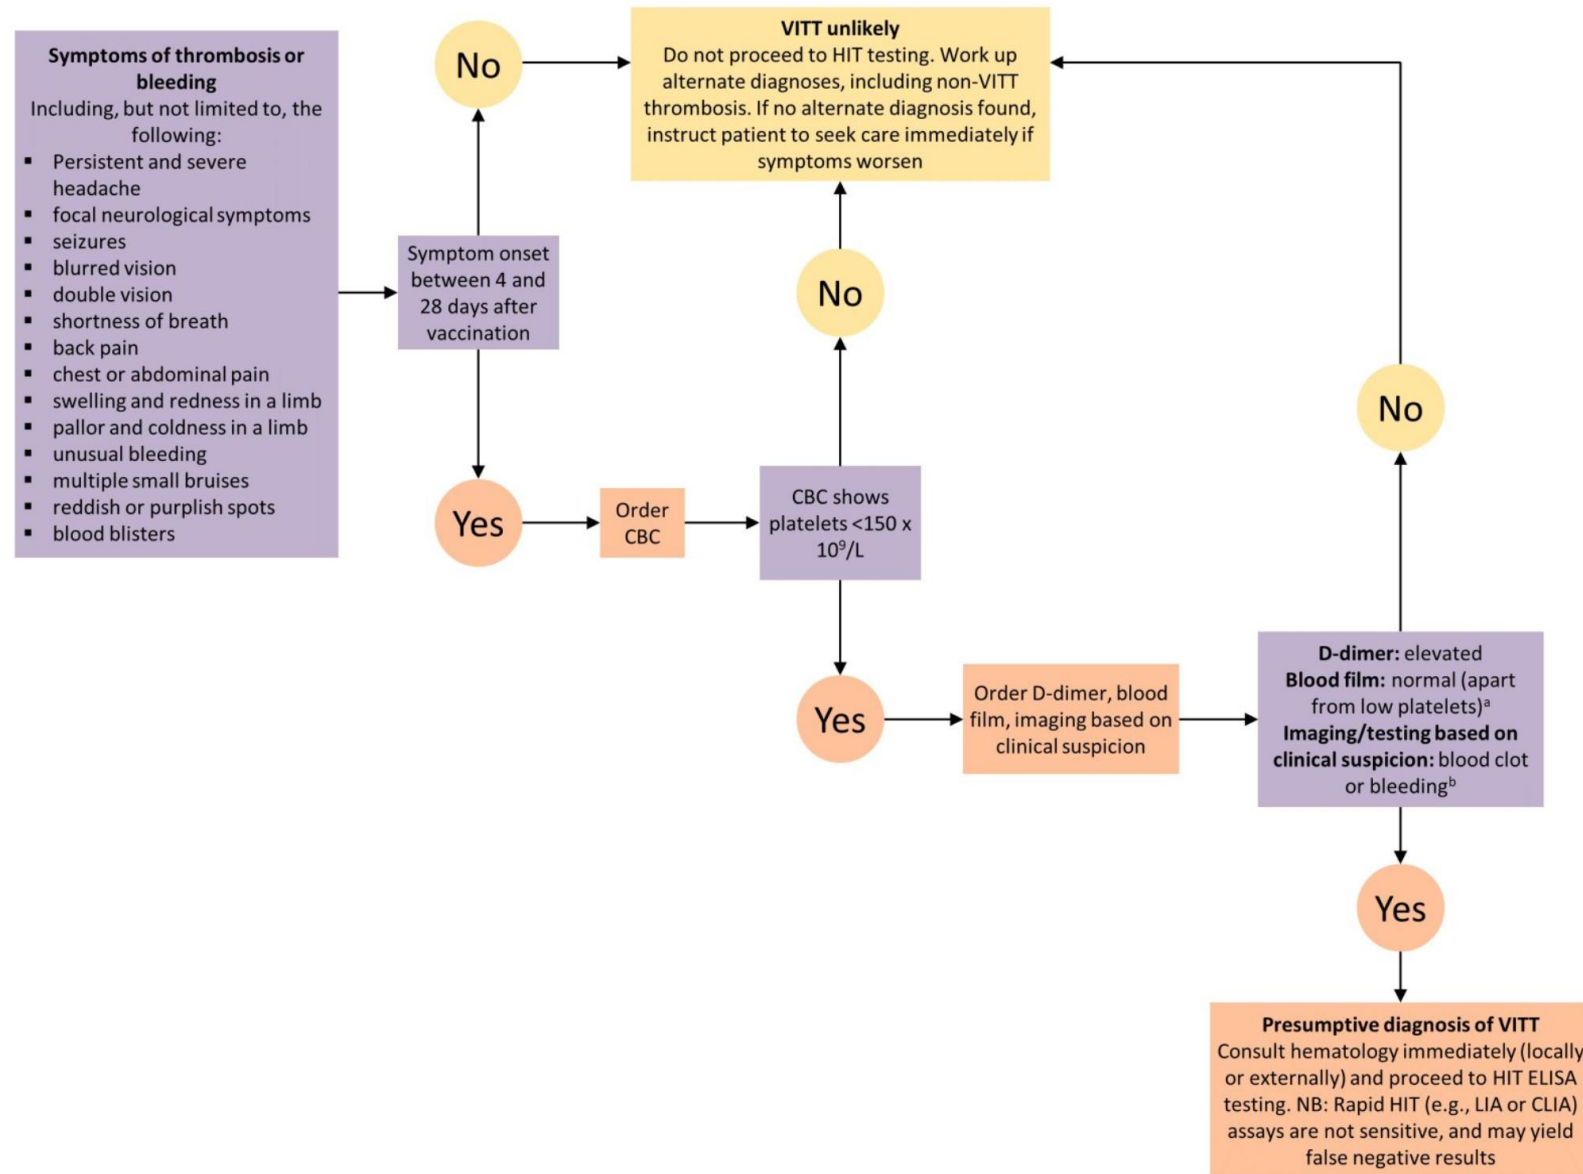 Symptoms of thrombosis or
bleeding
Including, but not limited to, the
following:
▪ Persistent and severe
headache
▪ focal neurological symptoms
▪ seizures
▪ blurred vision
▪ double vision
▪ shortness of breath
▪ back pain
▪ chest or abdominal pain
▪ swelling and redness in a limb
▪ pallor and coldness in a limb
▪ unusual bleeding
▪ multiple small bruises
▪ reddish or purplish spots
▪ blood blisters
Symptom onset
between 4 and
28 days after
vaccination
No
VITT unlikely
Do not proceed to HIT testing. Work up
alternate diagnoses, including non-VITT
thrombosis. If no alternate diagnosis found,
instruct patient to seek care immediately if
symptoms worsen
Yes
Order
CBC
CBC shows
platelets <150 x
10⁹/L
No
Yes
Order D-dimer, blood
film, imaging based on
clinical suspicion
D-dimer: elevated
Blood film: normal (apart
from low platelets)ᵃ
Imaging/testing based on
clinical suspicion: blood clot
or bleedingᵇ
No
Yes
Presumptive diagnosis of VITT
Consult hematology immediately (locally
or externally) and proceed to HIT ELISA
testing. NB: Rapid HIT (e.g., LIA or CLIA)
assays are not sensitive, and may yield
false negative results